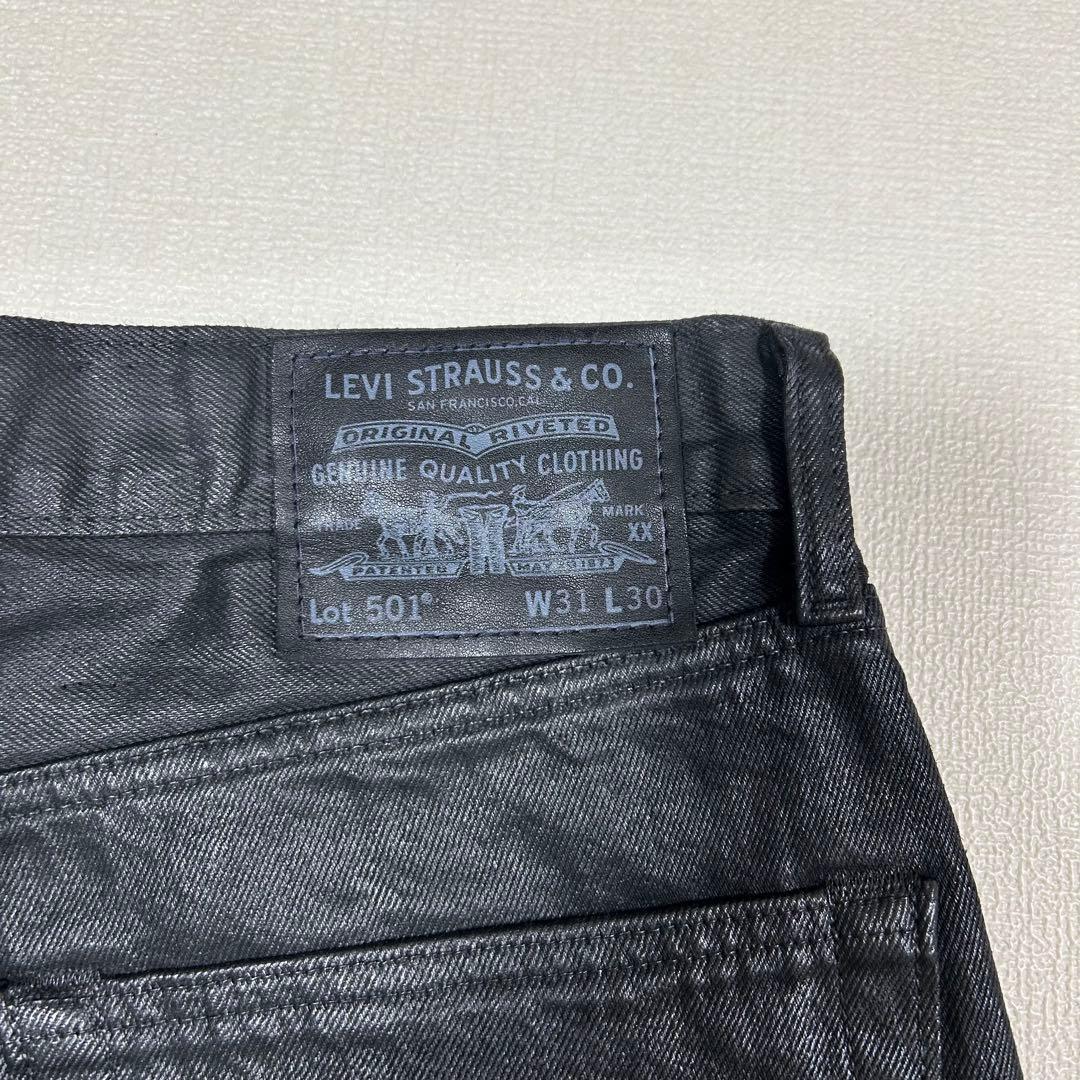 LEVI STRAUSS & CO.
SAN FRANCISCO, CAL.
ORIGINAL RIVETED
GENUINE QUALITY CLOTHING
TRADE MARK
XX
PATENTED MAY 20 1873
Lot 501® W31 L30